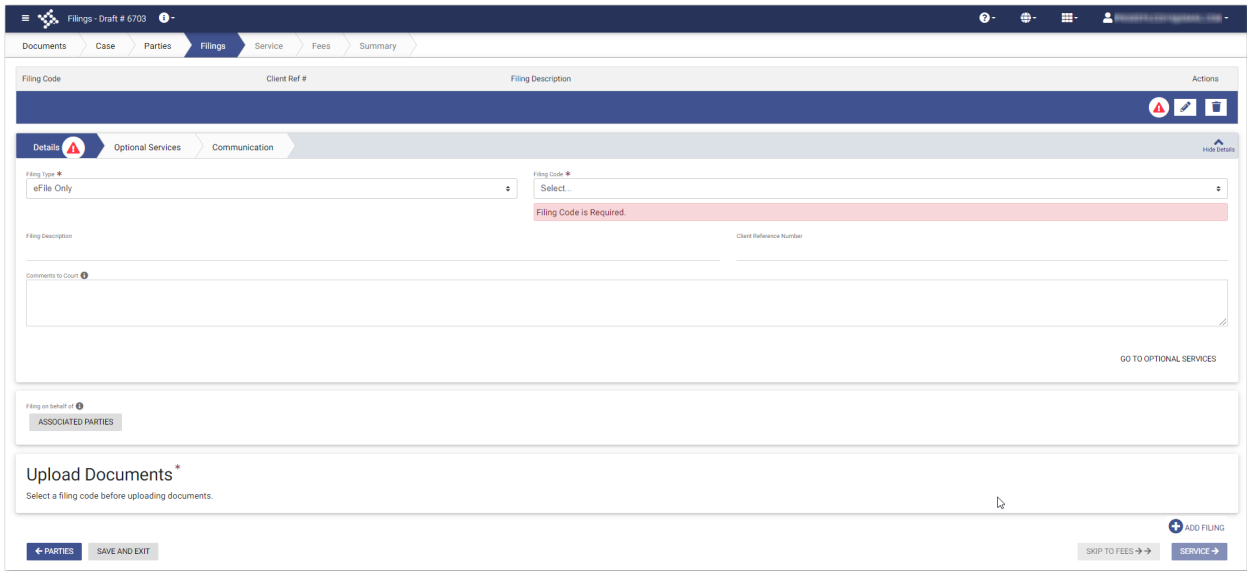 Filings - Draft # 6703
Documents Case Parties Filings Service Fees Summary
Filing Code Client Ref # Filing Description Actions
Details Optional Services Communication Hide Details
Filing Type * Filing Code *
eFile Only Select...
Filing Code is Required.
Filing Description Client Reference Number
Comments to Court
GO TO OPTIONAL SERVICES
Filing on behalf of
ASSOCIATED PARTIES
Upload Documents *
Select a filing code before uploading documents.
ADD FILING
PARTIES SAVE AND EXIT SKIP TO FEES SERVICE